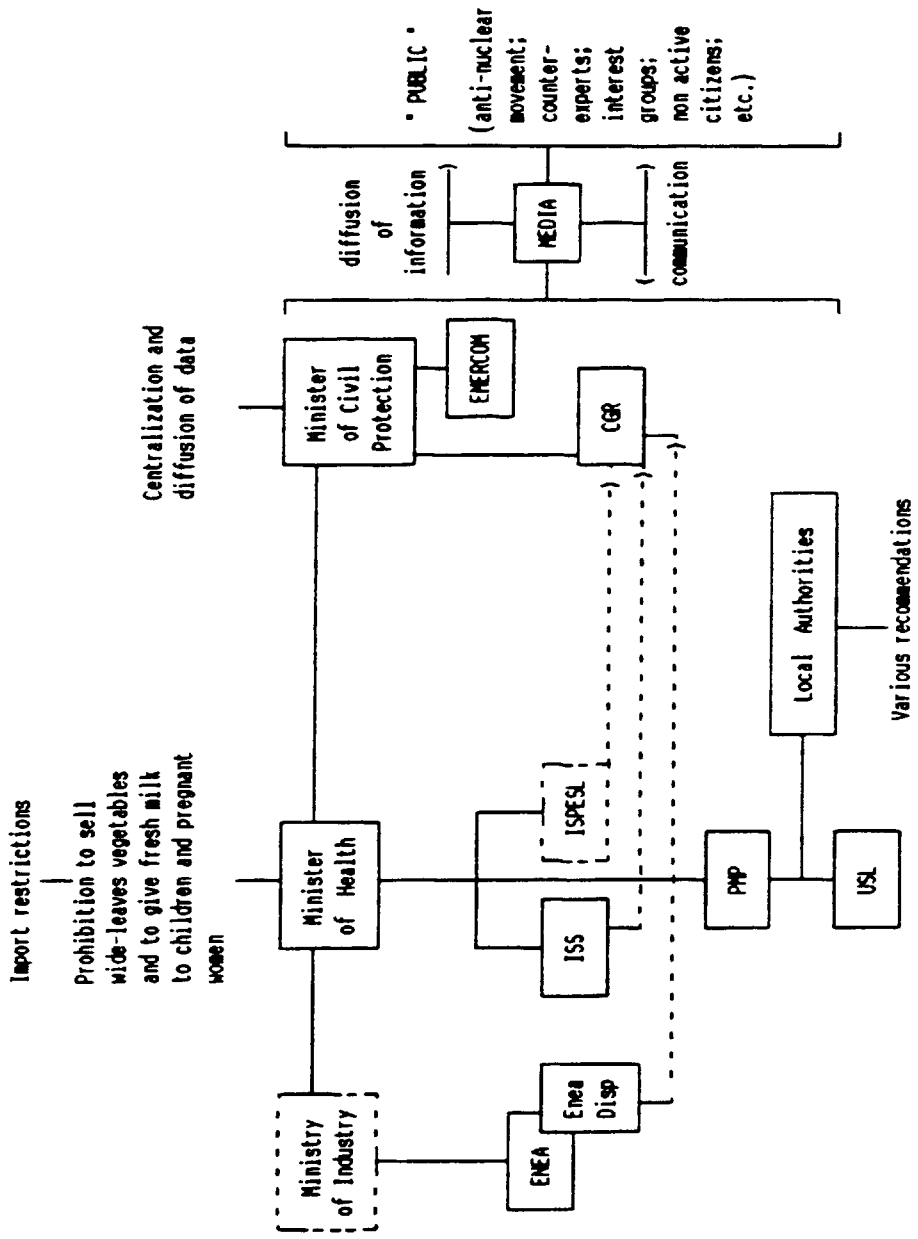 Import restrictions
Prohibition to sell
wide-leaves vegetables
and to give fresh milk
to children and pregnant
women
Centralization and
diffusion of data
Ministry
of Industry
Minister
of Health
Minister
of Civil
Protection
ENEA
Enea
Disp
ISS
ISPESL
EMERCOM
CGR
PMP
USL
Local Authorities
Various recommendations
diffusion
of
information
MEDIA
communication
" PUBLIC "
(anti-nuclear
movement;
counter-
experts;
interest
groups;
non active
citizens;
etc.)